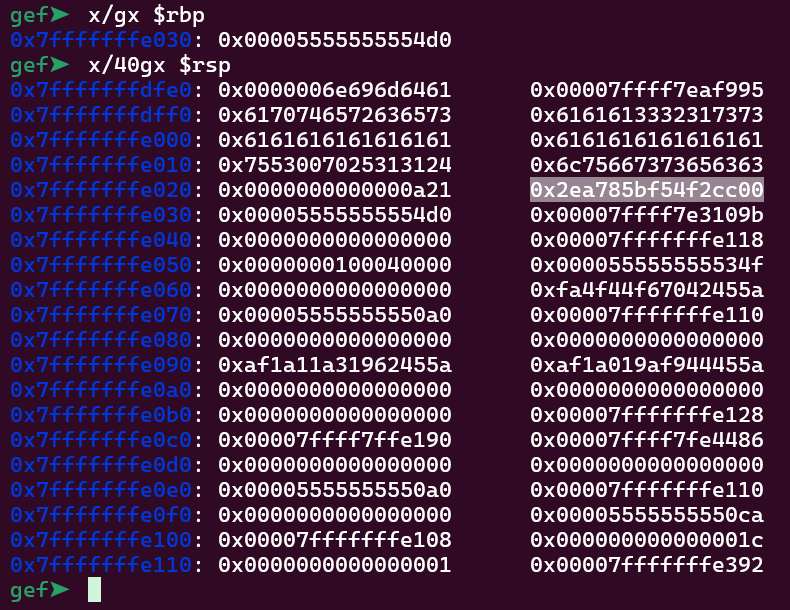 gef➤  x/gx $rbp
0x7fffffffe030: 0x00005555555554d0
gef➤  x/40gx $rsp
0x7fffffffdfe0: 0x0000006e696d6461 0x00007ffff7eaf995
0x7fffffffdff0: 0x6170746572636573 0x6161613332317373
0x7fffffffe000: 0x6161616161616161 0x6161616161616161
0x7fffffffe010: 0x7553007025313124 0x6c75667373656363
0x7fffffffe020: 0x0000000000000a21 0x2ea785bf54f2cc00
0x7fffffffe030: 0x00005555555554d0 0x00007ffff7e3109b
0x7fffffffe040: 0x0000000000000000 0x00007fffffffe118
0x7fffffffe050: 0x0000000100040000 0x000055555555534f
0x7fffffffe060: 0x0000000000000000 0xfa4f44f67042455a
0x7fffffffe070: 0x00005555555550a0 0x00007fffffffe110
0x7fffffffe080: 0x0000000000000000 0x0000000000000000
0x7fffffffe090: 0xaf1a11a31962455a 0xaf1a019af944455a
0x7fffffffe0a0: 0x0000000000000000 0x0000000000000000
0x7fffffffe0b0: 0x0000000000000000 0x00007fffffffe128
0x7fffffffe0c0: 0x00007ffff7ffe190 0x00007ffff7fe4486
0x7fffffffe0d0: 0x0000000000000000 0x0000000000000000
0x7fffffffe0e0: 0x00005555555550a0 0x00007fffffffe110
0x7fffffffe0f0: 0x0000000000000000 0x00005555555550ca
0x7fffffffe100: 0x00007fffffffe108 0x000000000000001c
0x7fffffffe110: 0x0000000000000001 0x00007fffffffe392
gef➤